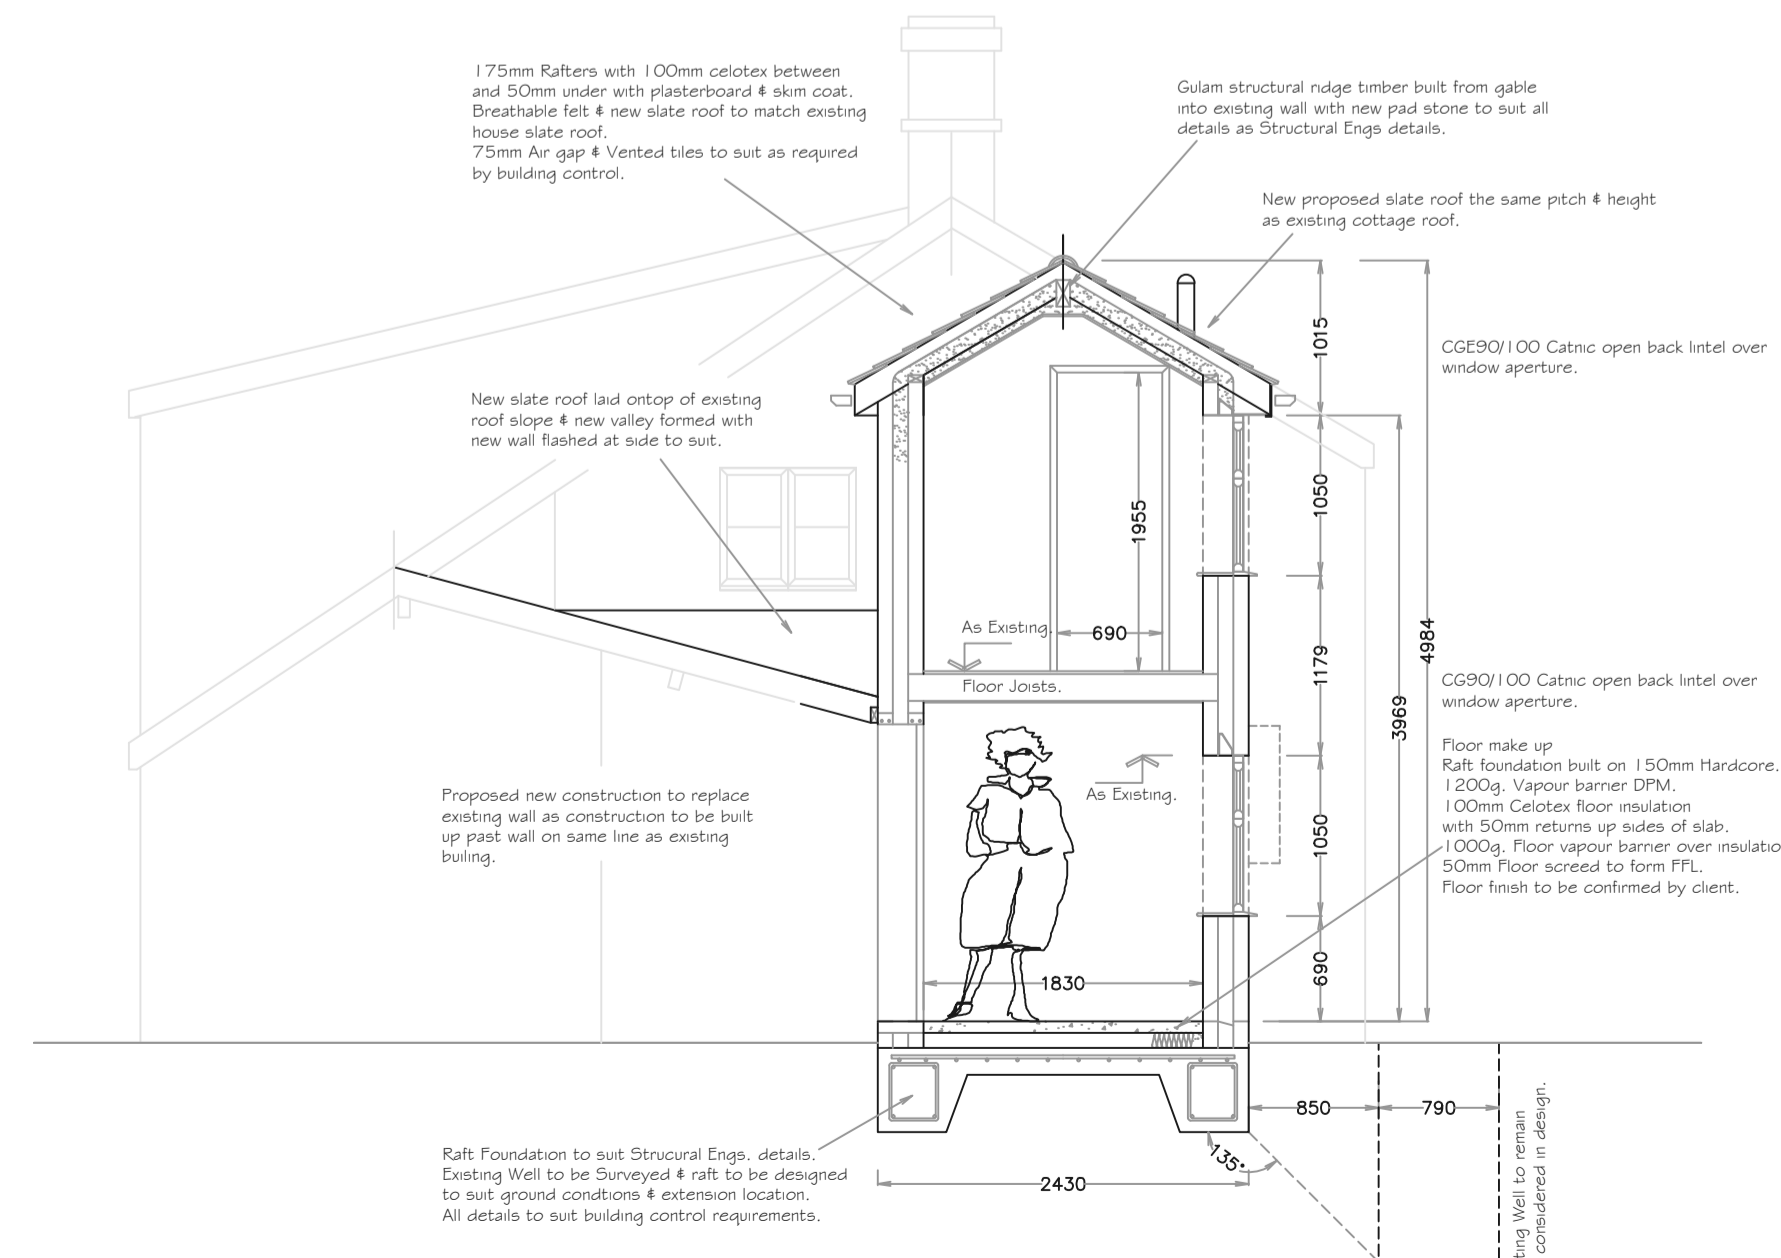 175mm Rafters with 100mm celotex between
and 50mm under with plasterboard & skim coat.
Breathable felt & new slate roof to match existing
house slate roof.
75mm Air gap & Vented tiles to suit as required
by building control.
Gulam structural ridge timber built from gable
into existing wall with new pad stone to suit all
details as Structural Engs details.
New proposed slate roof the same pitch & height
as existing cottage roof.
1015
CGE90/100 Catnic open back lintel over
window aperture.
New slate roof laid ontop of existing
roof slope & new valley formed with
new wall flashed at side to suit.
1050
1955
As Existing.
690
1179
4984
3969
Floor Joists.
CG90/100 Catnic open back lintel over
window aperture.
Floor make up
Raft foundation built on 150mm Hardcore.
1200g. Vapour barrier DPM.
100mm Celotex floor insulation
with 50mm returns up sides of slab.
1000g. Floor vapour barrier over insulatio
50mm Floor screed to form FFL.
Floor finish to be confirmed by client.
Proposed new construction to replace
existing wall as construction to be built
up past wall on same line as existing
builing.
As Existing.
1050
690
1830
850
790
135°
2430
Raft Foundation to suit Strucural Engs. details.
Existing Well to be Surveyed & raft to be designed
to suit ground condtions & extension location.
All details to suit building control requirements.
ting Well to remain
considered in design.